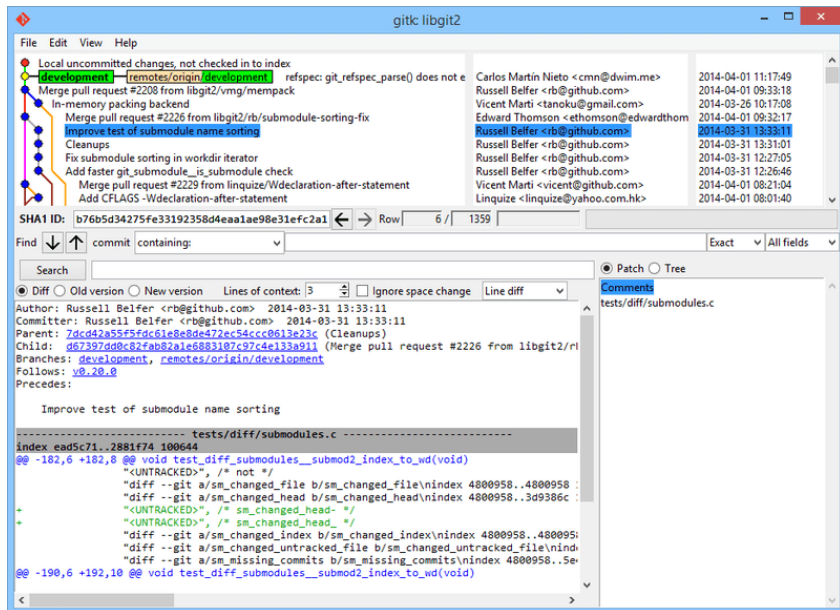 gitk: libgit2
File Edit View Help
Local uncommitted changes, not checked in to index
development remotes/origin/development refspec: git_refspec_parse() does not e Carlos Martín Nieto <cmn@dwim.me> 2014-04-01 11:17:49
Merge pull request #2208 from libgit2/vmg/mempack Russell Belfer <rb@github.com> 2014-04-01 09:33:18
In-memory packing backend Vicent Marti <tanoku@gmail.com> 2014-03-26 10:17:08
Merge pull request #2226 from libgit2/rb/submodule-sorting-fix Edward Thomson <ethomson@edwardthom 2014-04-01 09:32:17
Improve test of submodule name sorting Russell Belfer <rb@github.com> 2014-03-31 13:33:11
Cleanups Russell Belfer <rb@github.com> 2014-03-31 13:31:01
Fix submodule sorting in workdir iterator Russell Belfer <rb@github.com> 2014-03-31 12:27:05
Add faster git_submodule__is_submodule check Russell Belfer <rb@github.com> 2014-03-31 12:26:46
Merge pull request #2229 from linquize/Wdeclaration-after-statement Vicent Marti <vicent@github.com> 2014-04-01 08:21:04
Add CFLAGS -Wdeclaration-after-statement Linquize <linquize@yahoo.com.hk> 2014-04-01 08:01:40
SHA1 ID: b76b5d34275fe33192358d4eaa1ae98e31efc2a1 Row 6 / 1359
Find commit containing: Exact All fields
Search
Patch Tree
Diff Old version New version Lines of context: 3 Ignore space change Line diff
Comments
tests/diff/submodules.c
Author: Russell Belfer <rb@github.com> 2014-03-31 13:33:11
Committer: Russell Belfer <rb@github.com> 2014-03-31 13:33:11
Parent: 7dcd42a55f5fdc61e8e8de472ec54ccc0613e23c (Cleanups)
Child: d67397dd0c82fab82a1e6883107c97c4e133a911 (Merge pull request #2226 from libgit2/r
Branches: development, remotes/origin/development
Follows: v0.20.0
Precedes:
Improve test of submodule name sorting
-------------------------- tests/diff/submodules.c --------------------------
index ead5c71..2881f74 100644
@@ -182,6 +182,8 @@ void test_diff_submodules__submod2_index_to_wd(void)
"<UNTRACKED>", /* not */
"diff --git a/sm_changed_file b/sm_changed_file\nindex 4800958..4800958
"diff --git a/sm_changed_head b/sm_changed_head\nindex 4800958..3d9386c
+ "<UNTRACKED>", /* sm_changed_head- */
+ "<UNTRACKED>", /* sm_changed_head_ */
"diff --git a/sm_changed_index b/sm_changed_index\nindex 4800958..480095
"diff --git a/sm_changed_untracked_file b/sm_changed_untracked_file\nind
"diff --git a/sm_missing_commits b/sm_missing_commits\nindex 4800958..5e
@@ -190,6 +192,10 @@ void test_diff_submodules__submod2_index_to_wd(void)